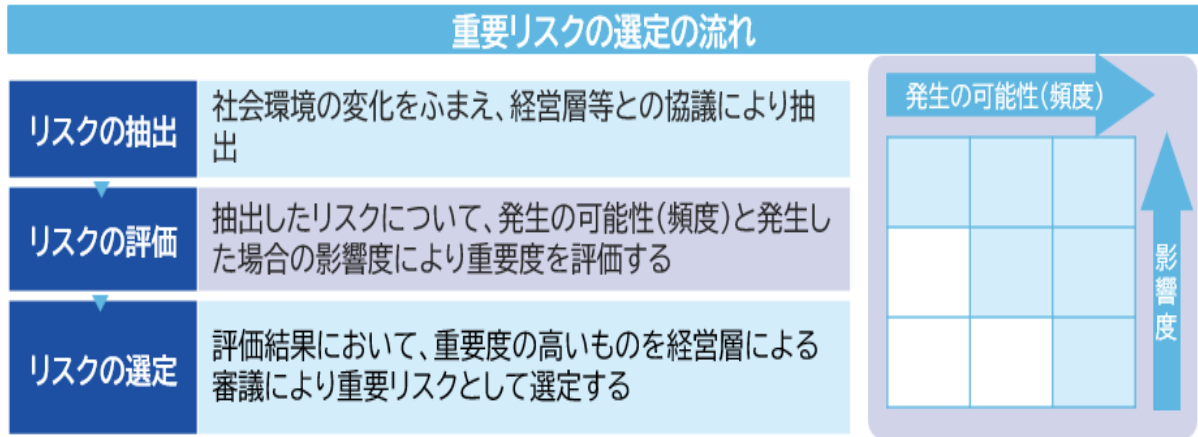 重要リスクの選定の流れ
リスクの抽出
社会環境の変化をふまえ、経営層等との協議により抽
出
リスクの評価
抽出したリスクについて、発生の可能性(頻度)と発生し
た場合の影響度により重要度を評価する
リスクの選定
評価結果において、重要度の高いものを経営層による
審議により重要リスクとして選定する
発生の可能性(頻度)
影響度